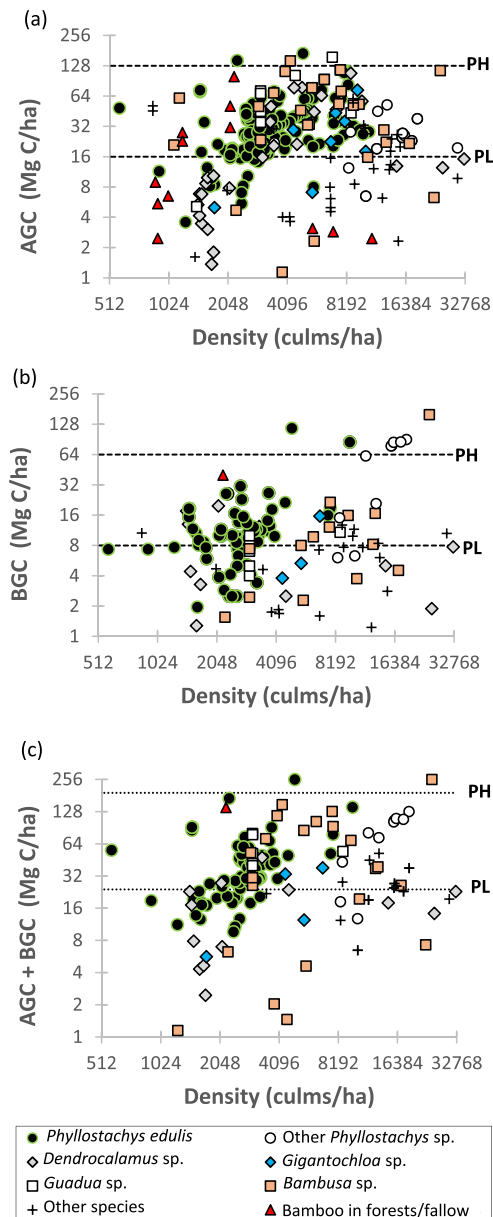 (a)
256
128
64
32
16
8
4
2
1
AGC (Mg C/ha)
PH
PL
512 1024 2048 4096 8192 16384 32768
Density (culms/ha)
(b)
256
128
64
32
16
8
4
2
1
BGC (Mg C/ha)
PH
PL
512 1024 2048 4096 8192 16384 32768
Density (culms/ha)
(c)
256
128
64
32
16
8
4
2
1
AGC + BGC (Mg C/ha)
PH
PL
512 1024 2048 4096 8192 16384 32768
Density (culms/ha)
Phyllostachys edulis Other Phyllostachys sp.
Dendrocalamus sp. Gigantochloa sp.
Guadua sp. Bambusa sp.
Other species Bamboo in forests/fallow